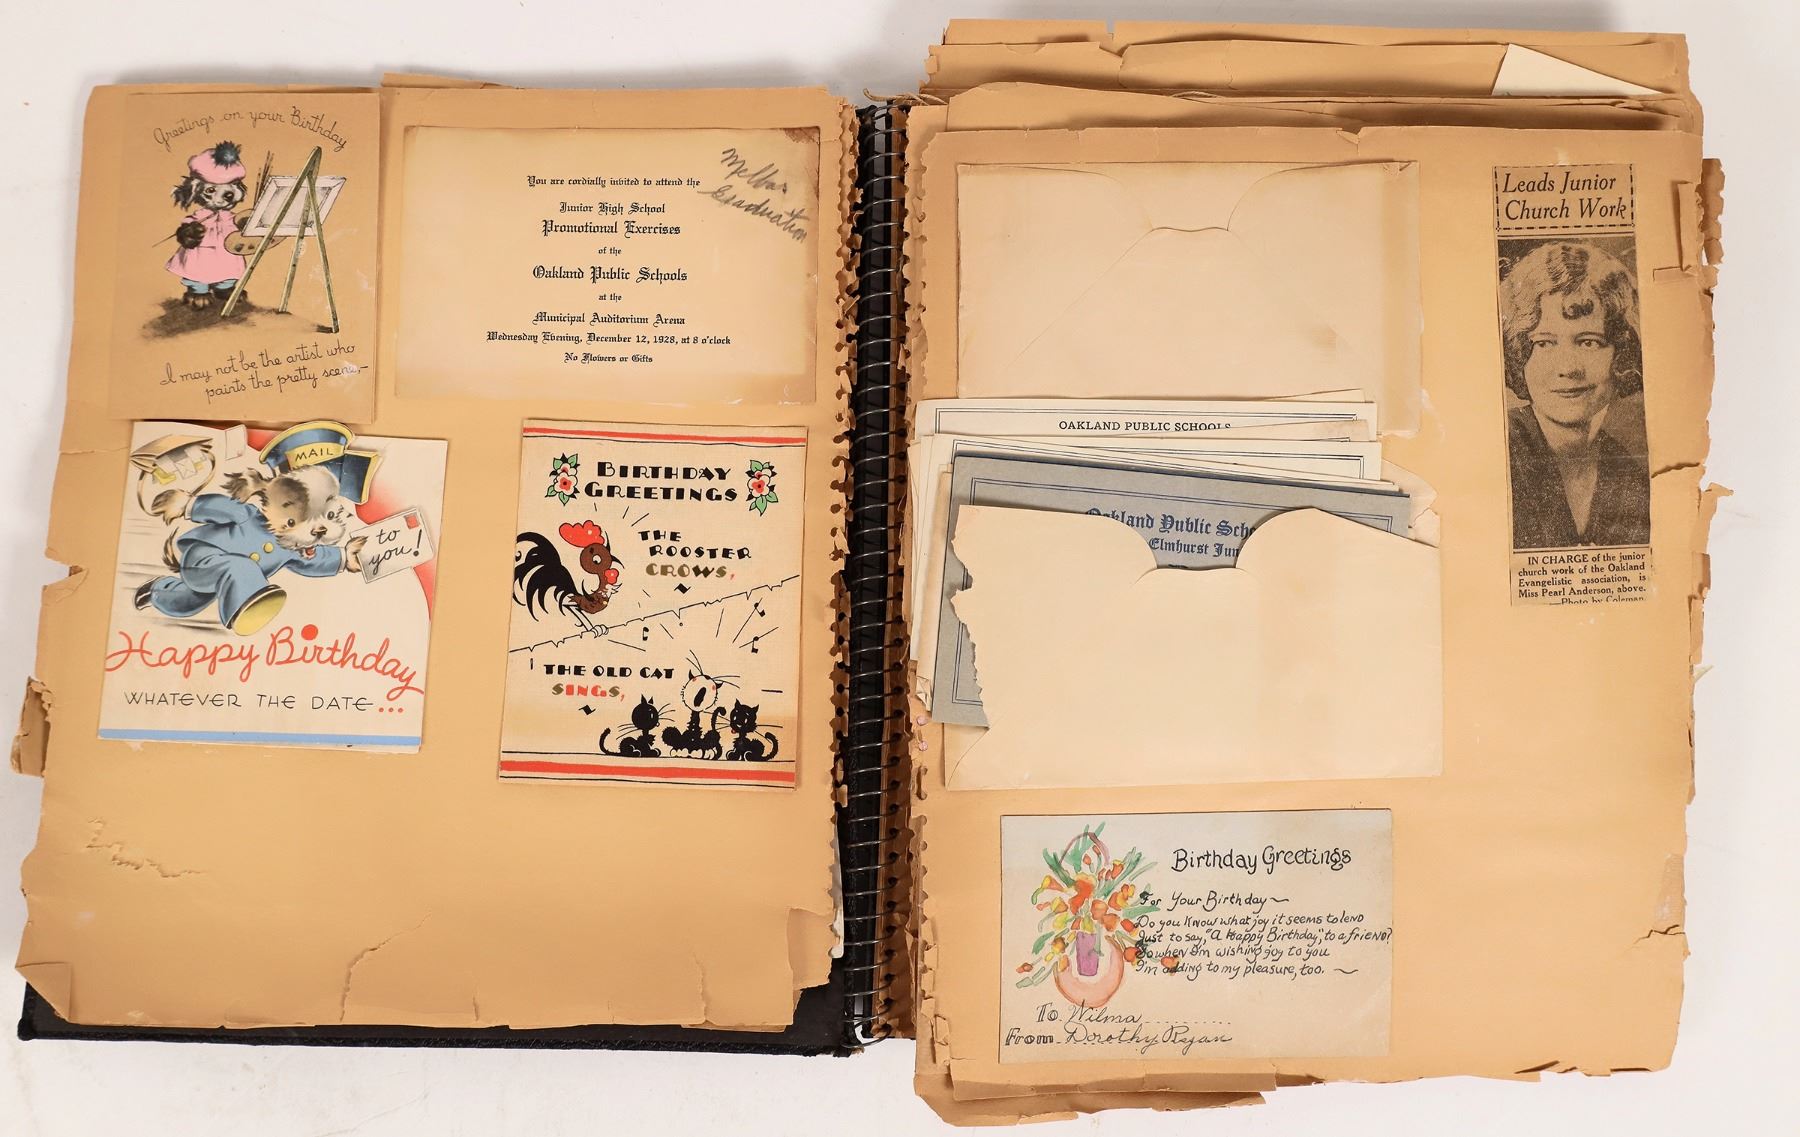 Greetings on your Birthday
I may not be the artist who
paints the pretty scene,—
You are cordially invited to attend the
Junior High School
Promotional Exercises
of the
Oakland Public Schools
at the
Municipal Auditorium Arena
Wednesday Evening, December 12, 1928, at 8 o'clock
No Flowers or Gifts
Melbas
Graduation
MAIL
to
you!
Happy Birthday
WHATEVER THE DATE...
BIRTHDAY
GREETINGS
THE
ROOSTER
CROWS,
THE OLD CAT
SINGS,
OAKLAND PUBLIC SCHOOLS
Oakland Public Scho
Elmhurst Jun
Leads Junior
Church Work
IN CHARGE of the junior
church work of the Oakland
Evangelistic association, is
Miss Pearl Anderson, above.
—Photo by Coleman.
Birthday Greetings
For Your Birthday~
Do you know what joy it seems to lend
Just to say, "A Happy Birthday," to a friend?
So when I'm wishing joy to you
I'm adding to my pleasure, too. ~
To. Wilma
From. Dorothy Ryan